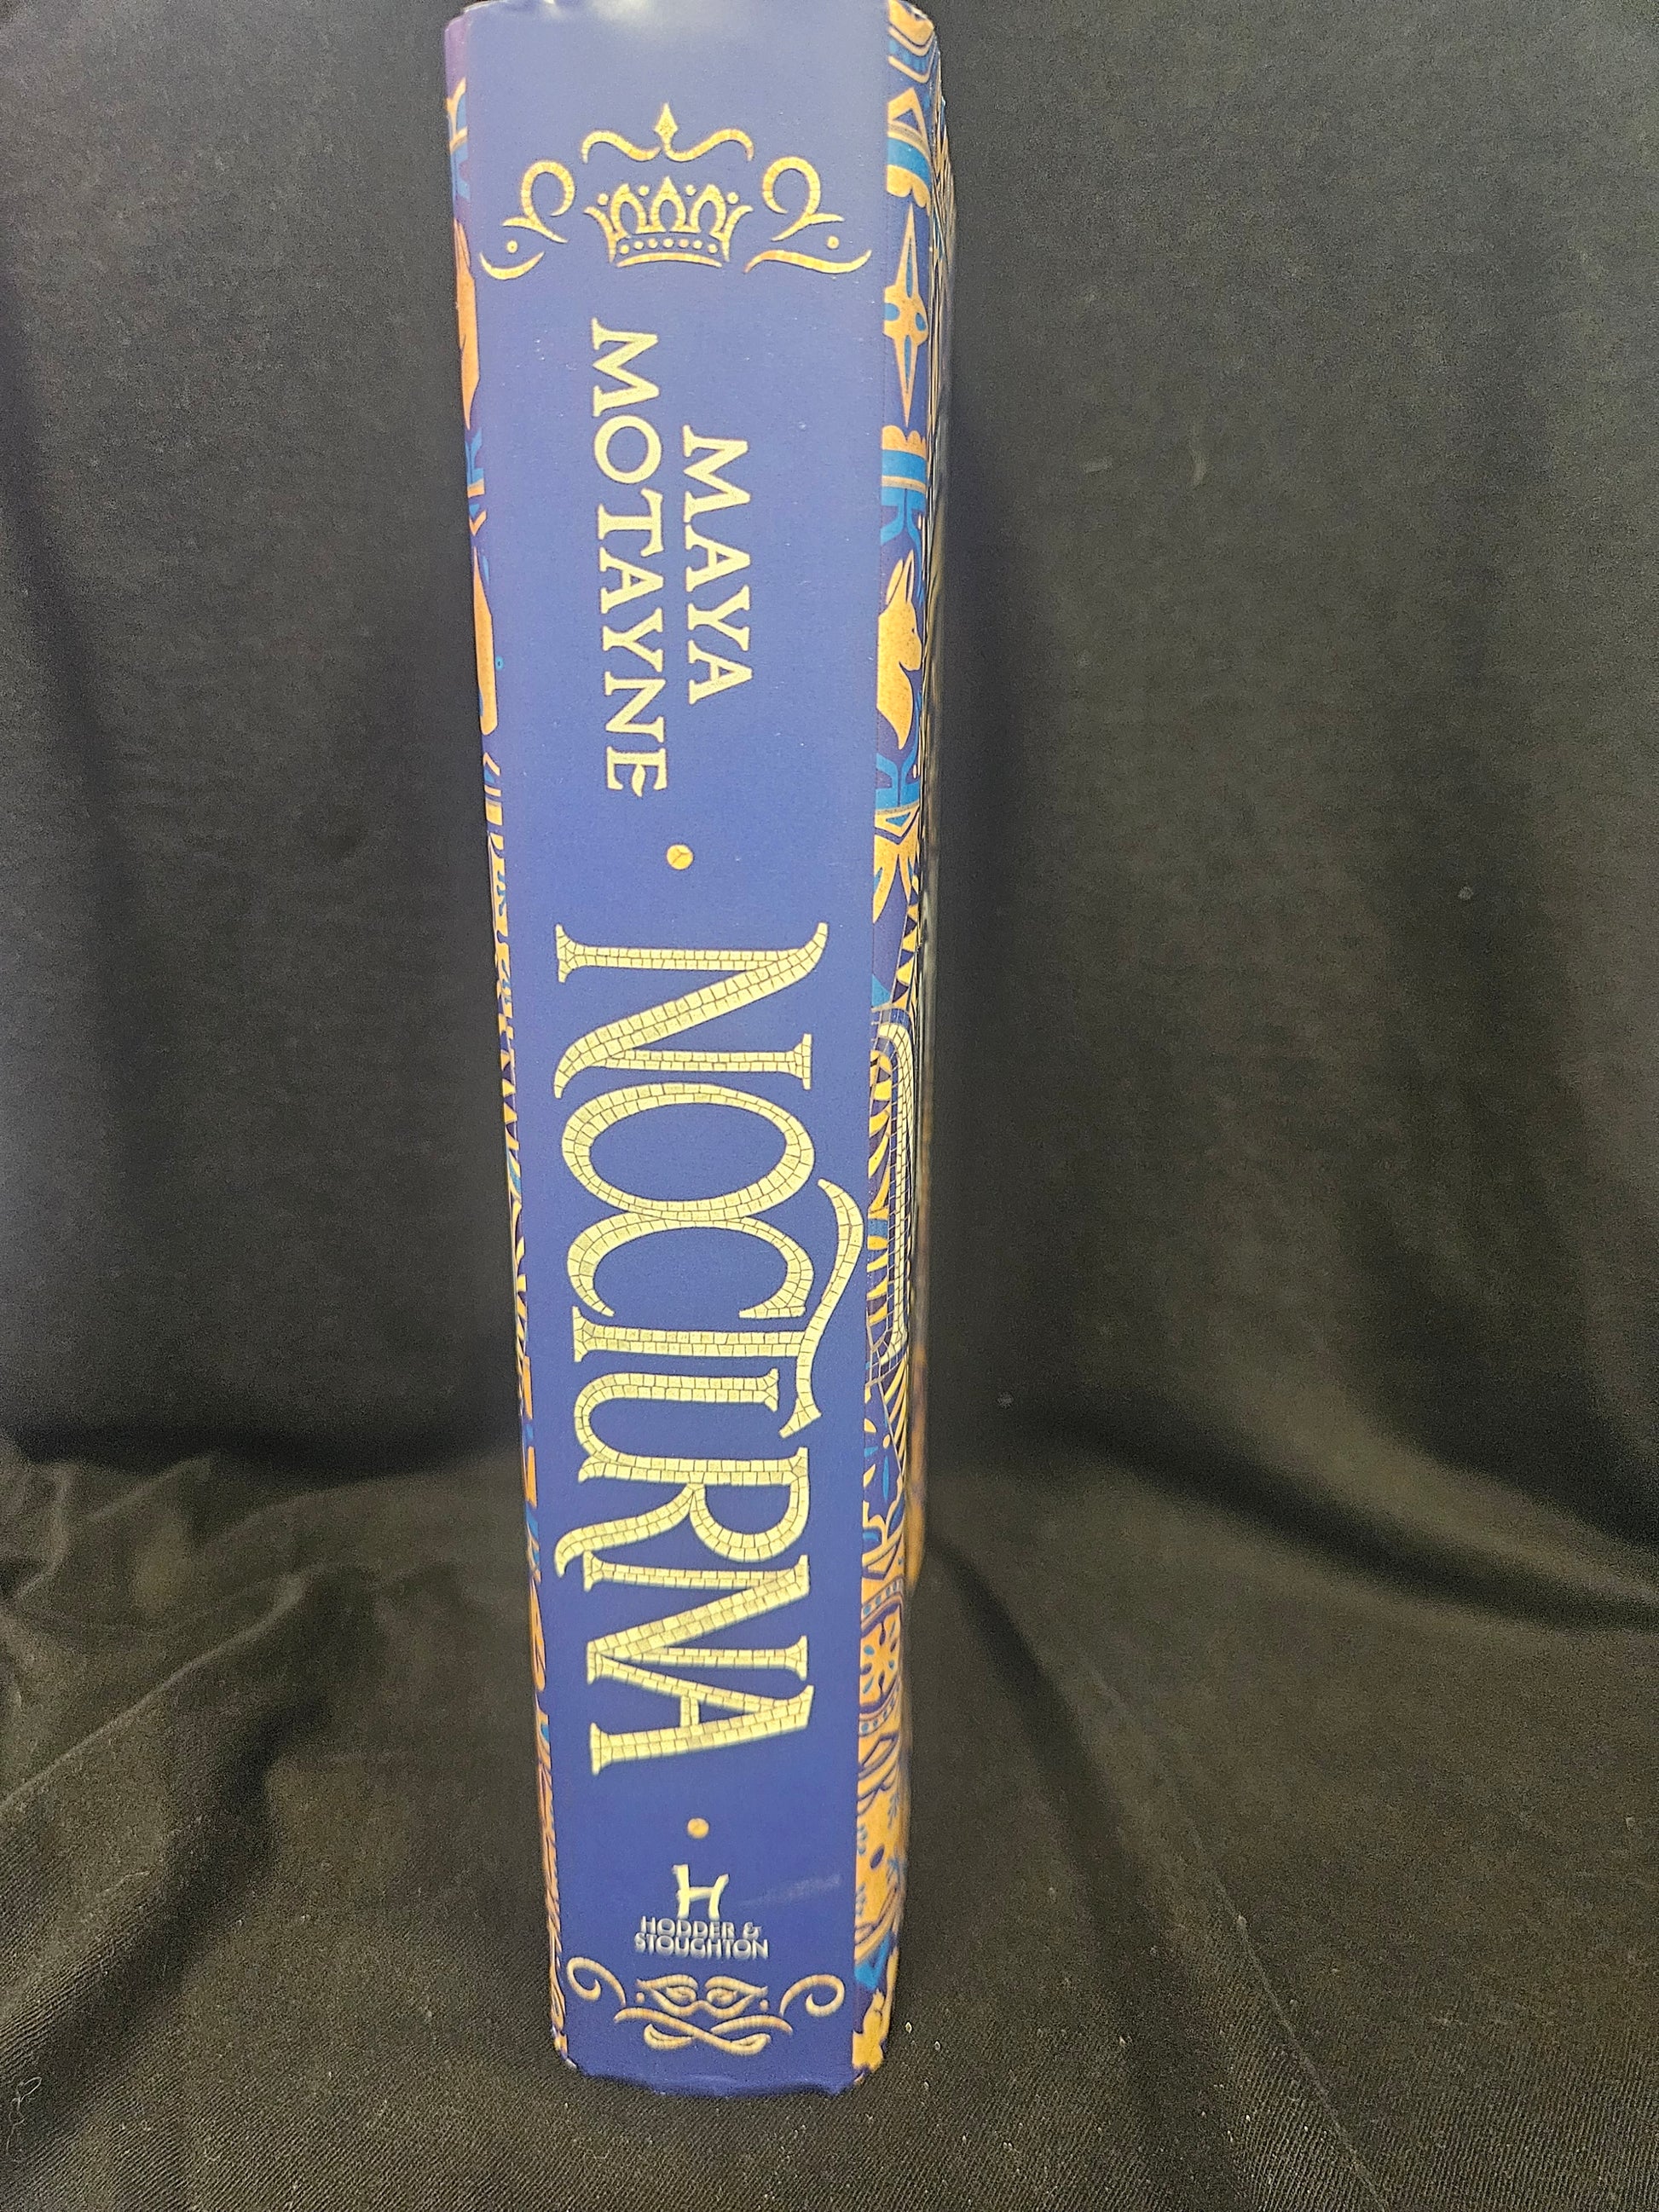 MAYA
MOTAYNE
NOCTURNA
H
HODDER &
STOUGHTON